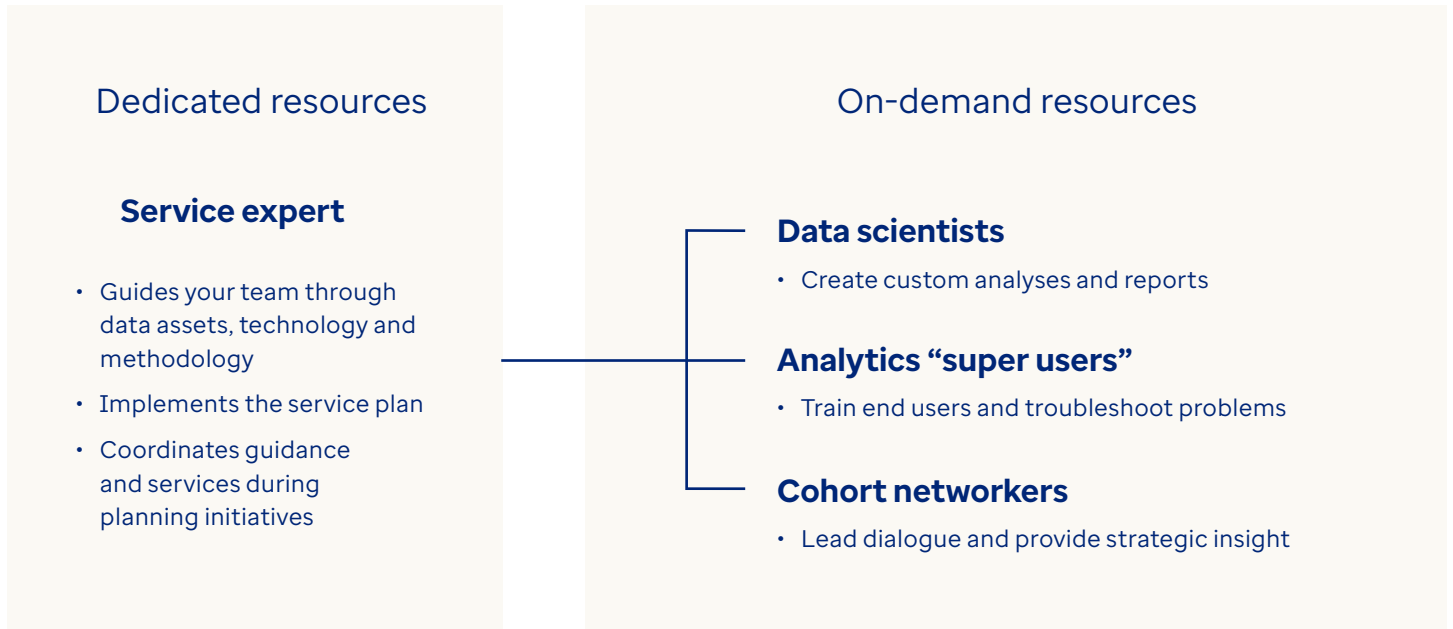 Dedicated resources
Service expert
• Guides your team through
data assets, technology and
methodology
• Implements the service plan
• Coordinates guidance
and services during
planning initiatives
On-demand resources
Data scientists
• Create custom analyses and reports
Analytics “super users”
• Train end users and troubleshoot problems
Cohort networkers
• Lead dialogue and provide strategic insight